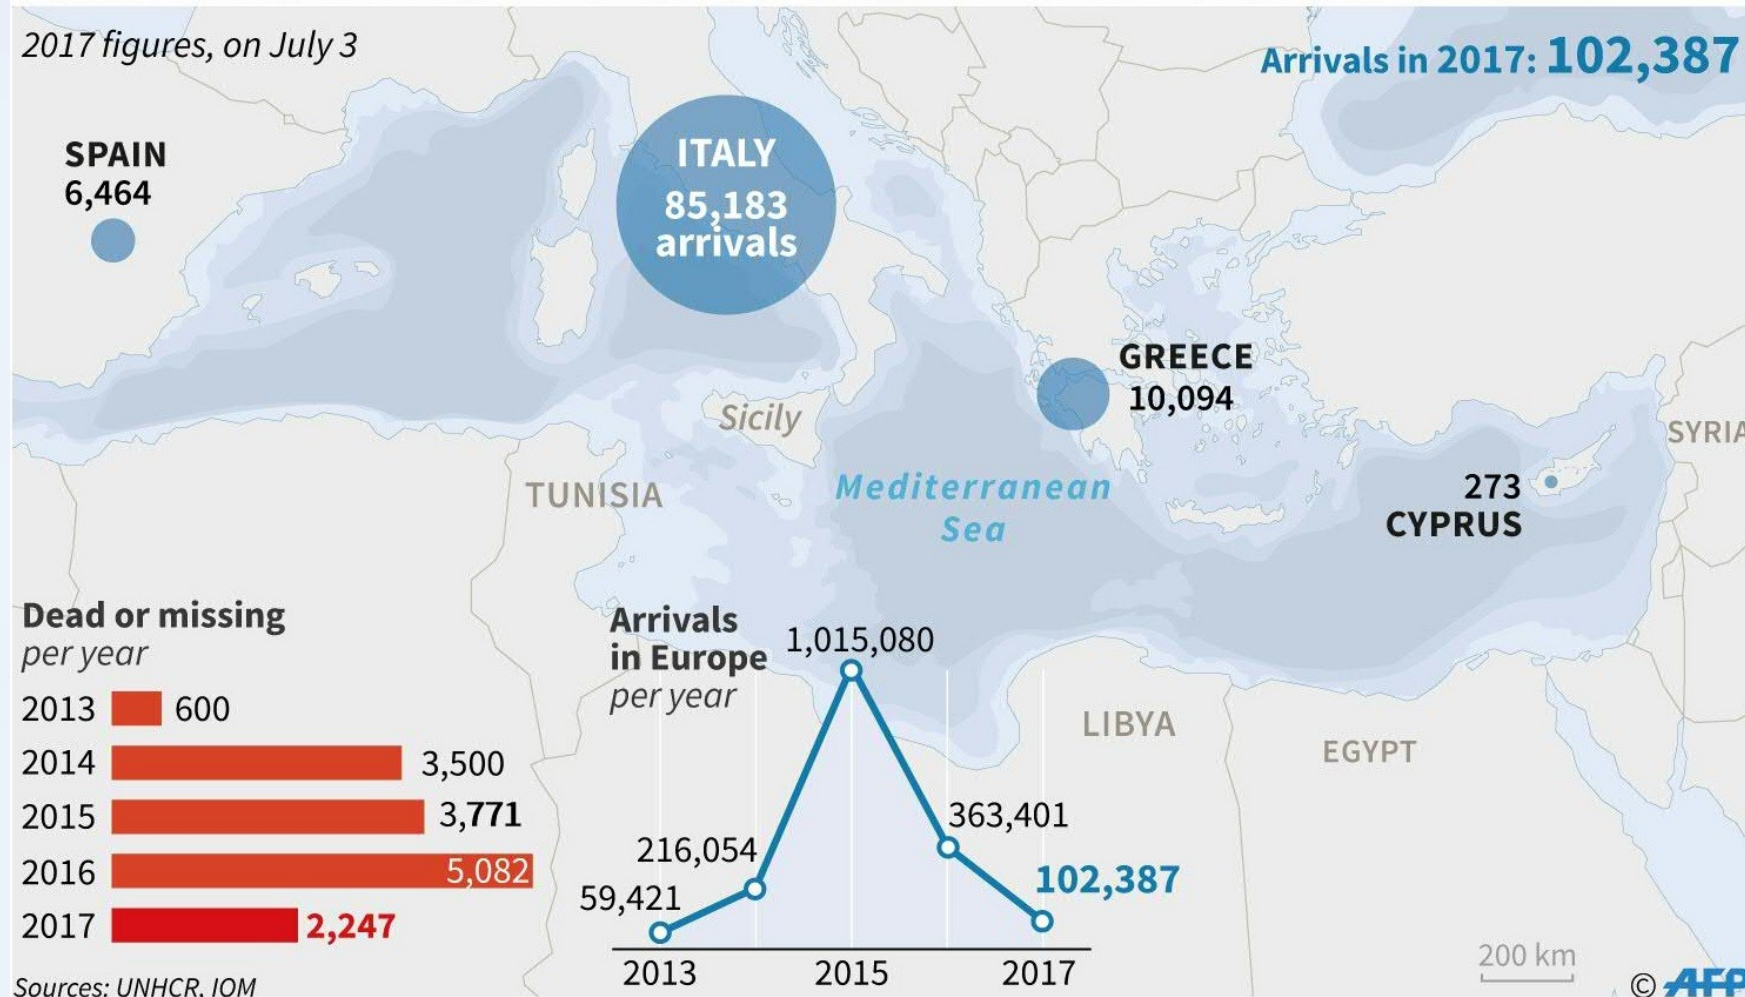 2017 figures, on July 3
Arrivals in 2017: 102,387
SPAIN
6,464
ITALY
85,183
arrivals
GREECE
10,094
Sicily
SYRIA
TUNISIA
Mediterranean
Sea
273
CYPRUS
Dead or missing
per year
2013 600
2014 3,500
2015 3,771
2016 5,082
2017 2,247
Arrivals
in Europe
per year
1,015,080
216,054
59,421
363,401
102,387
2013 2015 2017
LIBYA
EGYPT
200 km
Sources: UNHCR, IOM
© AFP